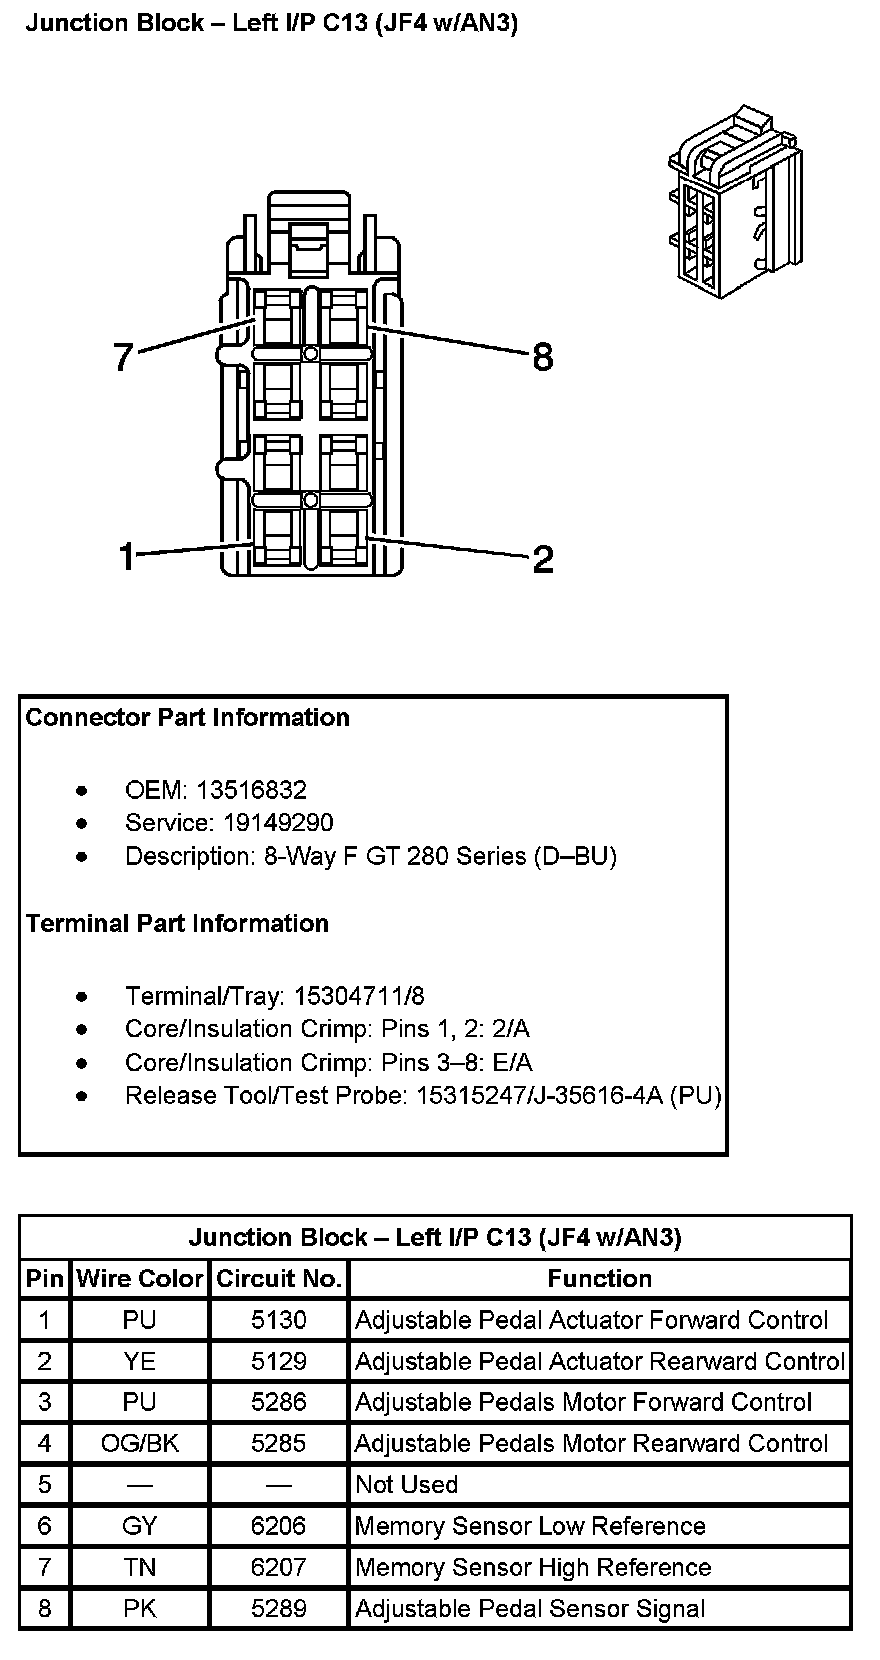 Junction Block – Left I/P C13 (JF4 w/AN3)
7
8
1
2
Connector Part Information
● OEM: 13516832
● Service: 19149290
● Description: 8-Way F GT 280 Series (D–BU)
Terminal Part Information
● Terminal/Tray: 15304711/8
● Core/Insulation Crimp: Pins 1, 2: 2/A
● Core/Insulation Crimp: Pins 3–8: E/A
● Release Tool/Test Probe: 15315247/J-35616-4A (PU)
Junction Block – Left I/P C13 (JF4 w/AN3)
Pin Wire Color Circuit No. Function
1 PU 5130 Adjustable Pedal Actuator Forward Control
2 YE 5129 Adjustable Pedal Actuator Rearward Control
3 PU 5286 Adjustable Pedals Motor Forward Control
4 OG/BK 5285 Adjustable Pedals Motor Rearward Control
5 — — Not Used
6 GY 6206 Memory Sensor Low Reference
7 TN 6207 Memory Sensor High Reference
8 PK 5289 Adjustable Pedal Sensor Signal